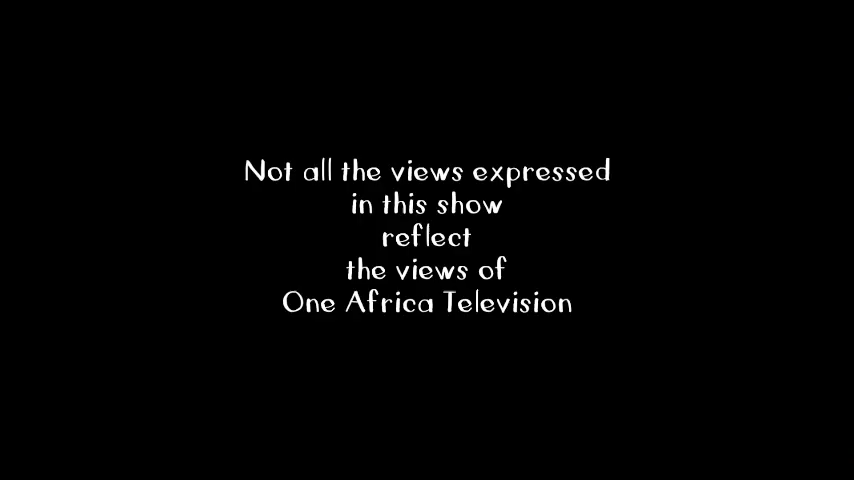 Not all the views expressed
in this show
reflect
the views of
One Africa Television